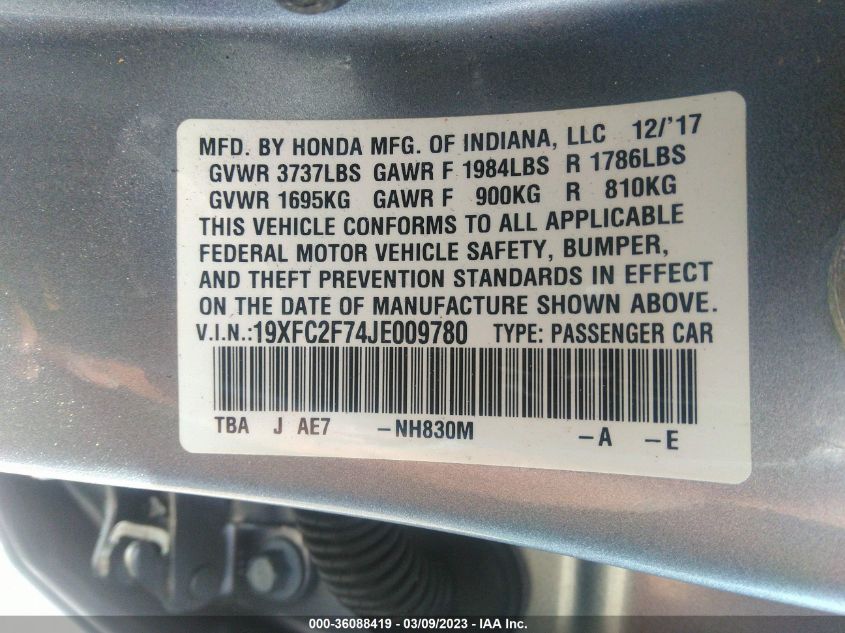 MFD. BY HONDA MFG. OF INDIANA, LLC 12/'17
GVWR 3737LBS GAWR F 1984LBS R 1786LBS
GVWR 1695KG GAWR F 900KG R 810KG
THIS VEHICLE CONFORMS TO ALL APPLICABLE
FEDERAL MOTOR VEHICLE SAFETY, BUMPER,
AND THEFT PREVENTION STANDARDS IN EFFECT
ON THE DATE OF MANUFACTURE SHOWN ABOVE.
V.I.N.:19XFC2F74JE009780 TYPE: PASSENGER CAR
TBA J AE7 –NH830M –A –E
000-36088419 | 03/09/2023 | IAA Inc.